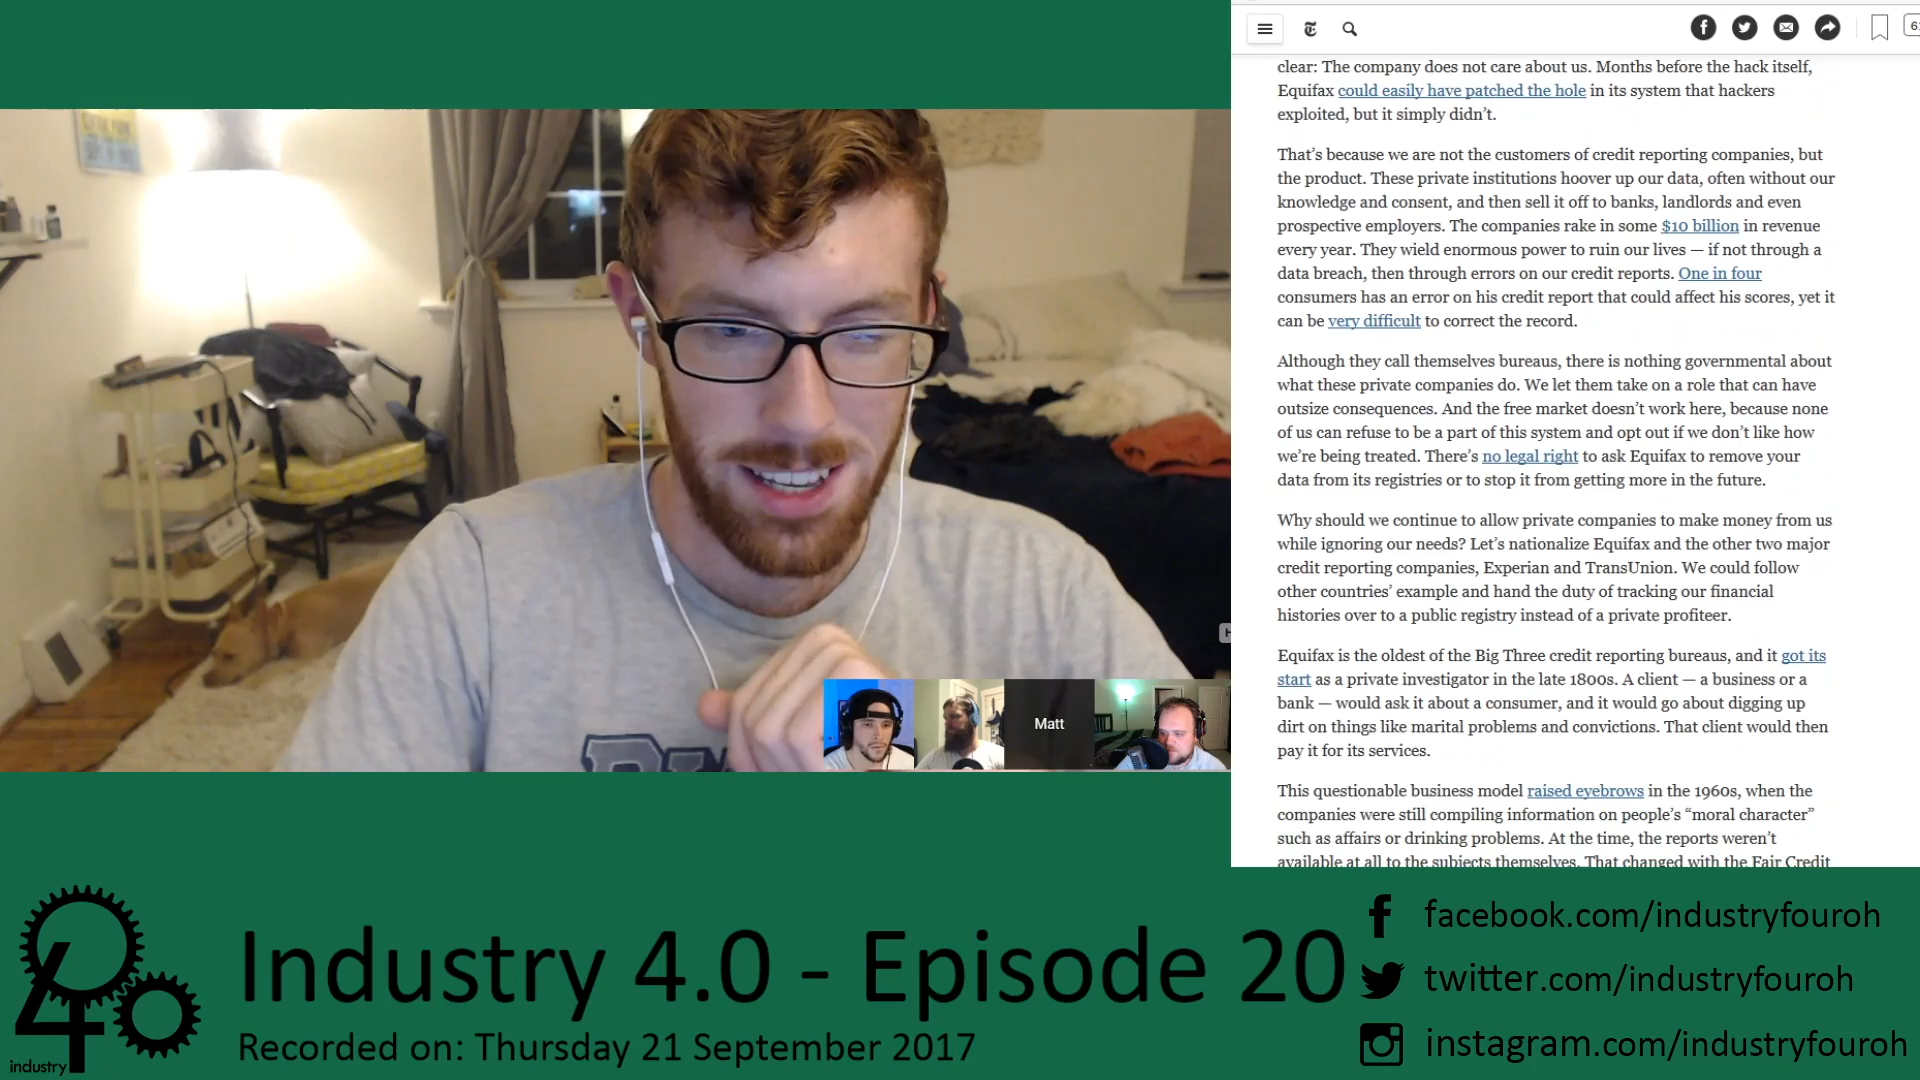 clear: The company does not care about us. Months before the hack itself,
Equifax could easily have patched the hole in its system that hackers
exploited, but it simply didn’t.
That’s because we are not the customers of credit reporting companies, but
the product. These private institutions hoover up our data, often without our
knowledge and consent, and then sell it off to banks, landlords and even
prospective employers. The companies rake in some $10 billion in revenue
every year. They wield enormous power to ruin our lives — if not through a
data breach, then through errors on our credit reports. One in four
consumers has an error on his credit report that could affect his scores, yet it
can be very difficult to correct the record.
Although they call themselves bureaus, there is nothing governmental about
what these private companies do. We let them take on a role that can have
outsize consequences. And the free market doesn’t work here, because none
of us can refuse to be a part of this system and opt out if we don’t like how
we’re being treated. There’s no legal right to ask Equifax to remove your
data from its registries or to stop it from getting more in the future.
Why should we continue to allow private companies to make money from us
while ignoring our needs? Let’s nationalize Equifax and the other two major
credit reporting companies, Experian and TransUnion. We could follow
other countries’ example and hand the duty of tracking our financial
histories over to a public registry instead of a private profiteer.
Equifax is the oldest of the Big Three credit reporting bureaus, and it got its
start as a private investigator in the late 1800s. A client — a business or a
bank — would ask it about a consumer, and it would go about digging up
dirt on things like marital problems and convictions. That client would then
pay it for its services.
This questionable business model raised eyebrows in the 1960s, when the
companies were still compiling information on people’s “moral character”
such as affairs or drinking problems. At the time, the reports weren’t
available at all to the subjects themselves. That changed with the Fair Credit
Matt
40
industry
Industry 4.0 - Episode 20
Recorded on: Thursday 21 September 2017
facebook.com/industryfouroh
twitter.com/industryfouroh
instagram.com/industryfouroh